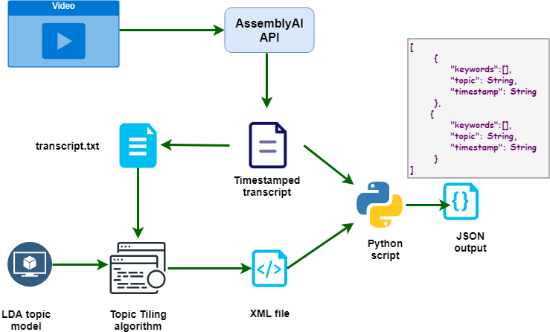 Video
AssemblyAI
API
[
{
"keywords":[],
"topic": String,
"timestamp": String
},
{
"keywords":[],
"topic": String,
"timestamp": String
}
]
transcript.txt
Timestamped
transcript
Python
script
{}
JSON
output
LDA topic
model
Topic Tiling
algorithm
</>
XML file